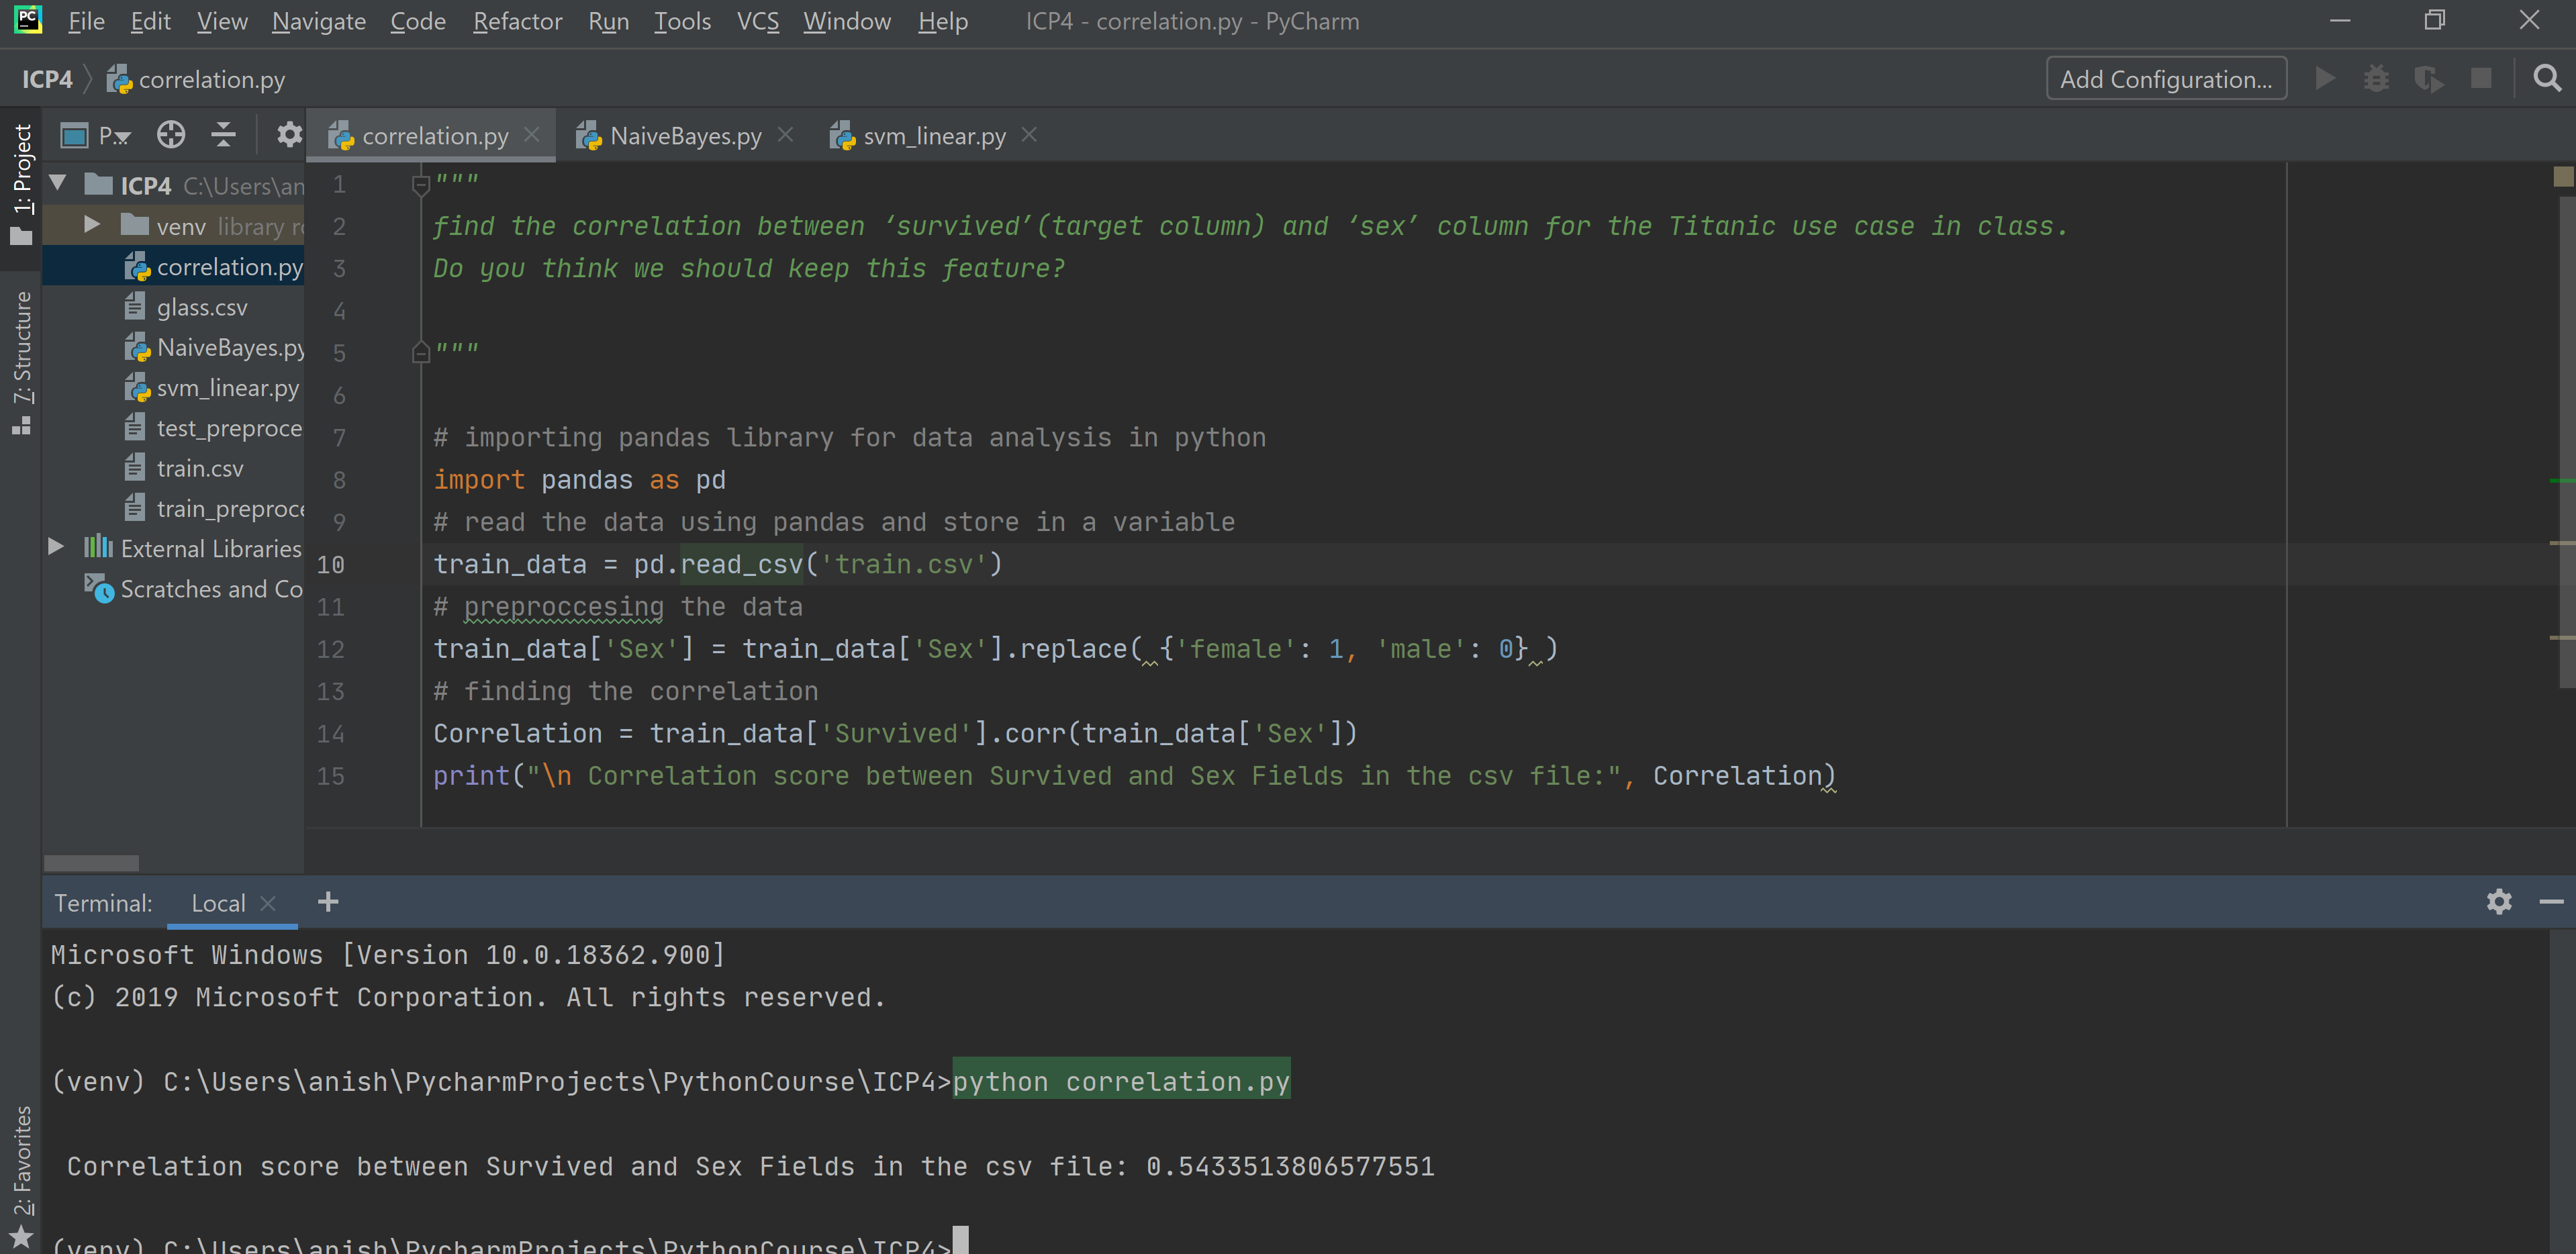 PC File Edit View Navigate Code Refactor Run Tools VCS Window Help ICP4 - correlation.py - PyCharm
ICP4 correlation.py Add Configuration...
1: Project
7: Structure
2: Favorites
P...
ICP4 C:\Users\an
venv library
correlation.py
glass.csv
NaiveBayes.py
svm_linear.py
test_preproce
train.csv
train_preproce
External Libraries
Scratches and Co
correlation.py NaiveBayes.py svm_linear.py
1 """
2 find the correlation between ‘survived’(target column) and ‘sex’ column for the Titanic use case in class.
3 Do you think we should keep this feature?
4
5 """
6
7 # importing pandas library for data analysis in python
8 import pandas as pd
9 # read the data using pandas and store in a variable
10 train_data = pd.read_csv('train.csv')
11 # preproccesing the data
12 train_data['Sex'] = train_data['Sex'].replace( {'female': 1, 'male': 0} )
13 # finding the correlation
14 Correlation = train_data['Survived'].corr(train_data['Sex'])
15 print("\n Correlation score between Survived and Sex Fields in the csv file:", Correlation)
Terminal: Local
Microsoft Windows [Version 10.0.18362.900]
(c) 2019 Microsoft Corporation. All rights reserved.
(venv) C:\Users\anish\PycharmProjects\PythonCourse\ICP4>python correlation.py
Correlation score between Survived and Sex Fields in the csv file: 0.5433513806577551
(venv) C:\Users\anish\PycharmProjects\PythonCourse\ICP4>